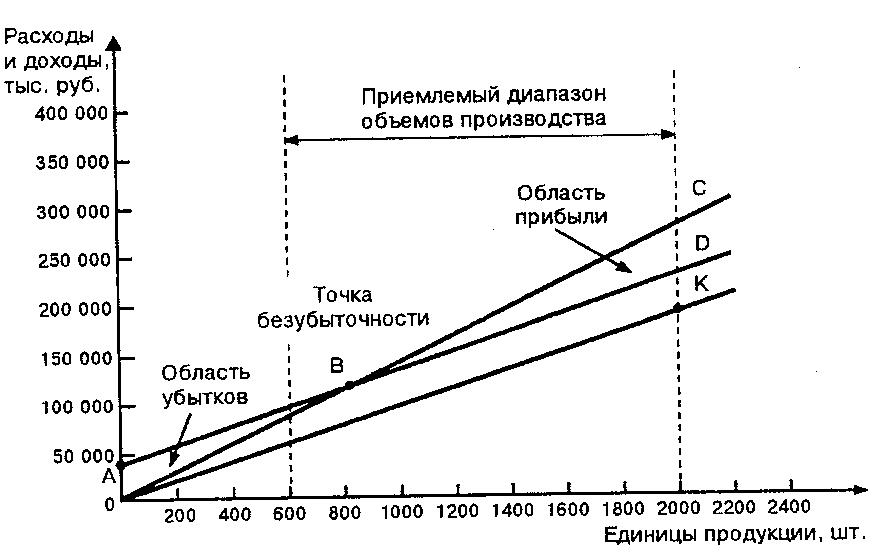 Расходы
и доходы,
тыс. руб.
400 000
350 000
300 000
250 000
200 000
150 000
100 000
50 000
0
Приемлемый диапазон
объемов производства
Область
прибыли
C
D
K
Точка
безубыточности
B
Область
убытков
A
200 400 600 800 1000 1200 1400 1600 1800 2000 2200 2400
Единицы продукции, шт.